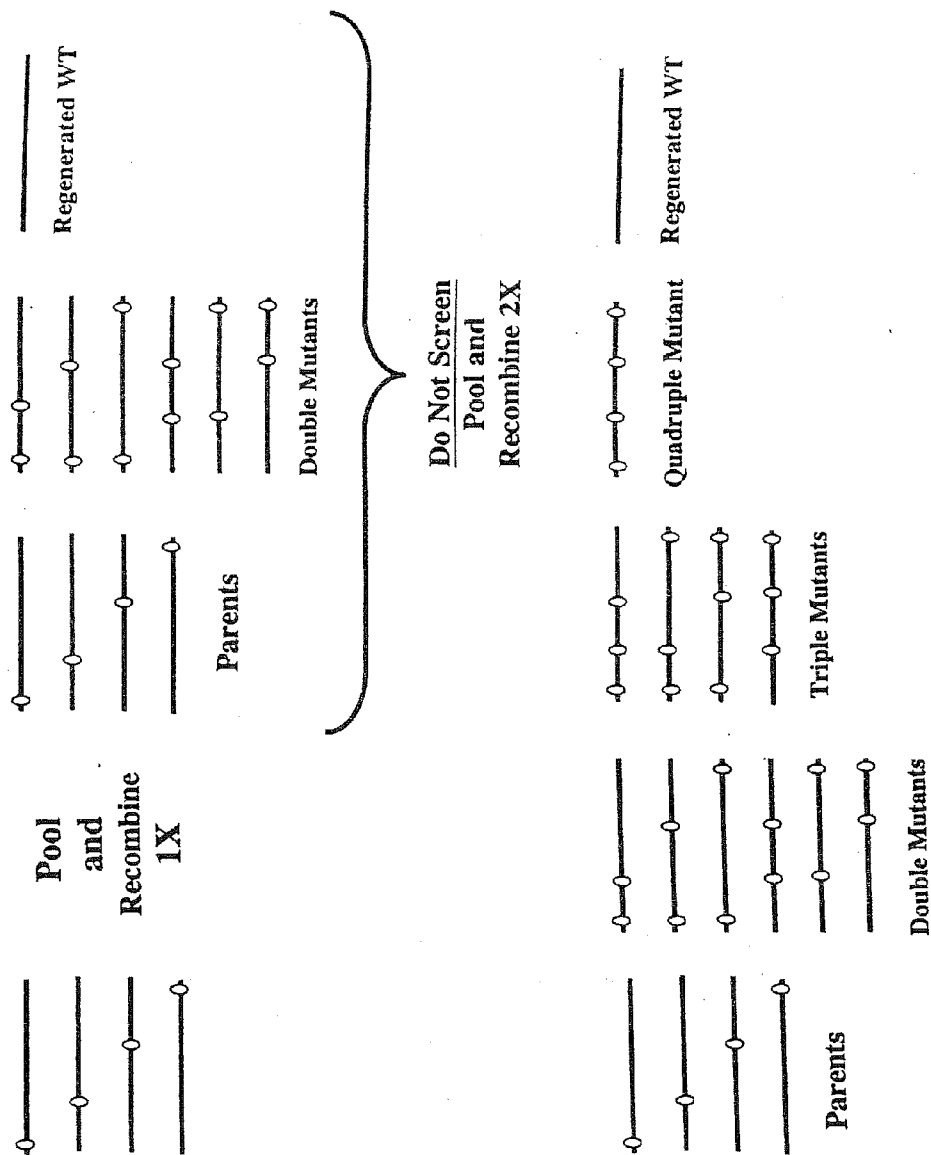 Pool
and
Recombine
1X
Parents
Double Mutants
Regenerated WT
Do Not Screen
Pool and
Recombine 2X
Parents
Double Mutants
Triple Mutants
Quadruple Mutant
Regenerated WT